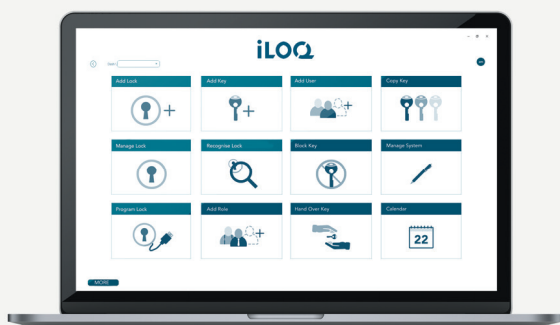 iLOQ
Add Lock
Add Key
Add User
Copy Key
Manage Lock
Recognise Lock
Block Key
Manage System
Program Lock
Add Role
Hand Over Key
Calendar
22
MORE